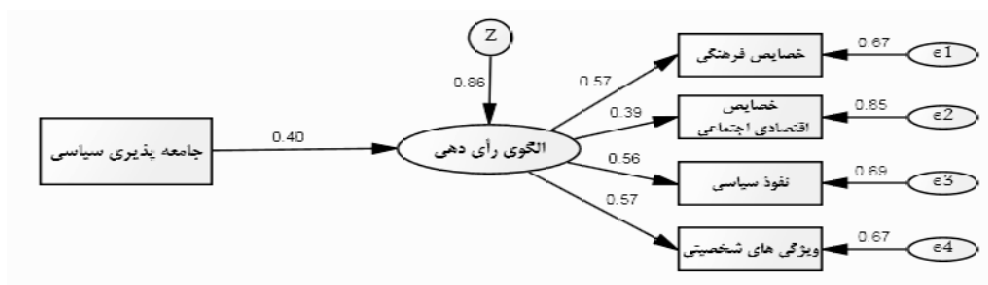 Z
0.86
جامعه پذیری سیاسی
0.40
الگوی رأی دهی
0.57
خصایص فرهنگی
0.67
e1
0.39
خصایص
اقتصادی اجتماعی
0.85
e2
0.56
نفوذ سیاسی
0.69
e3
0.57
ویژگی های شخصیتی
0.67
e4